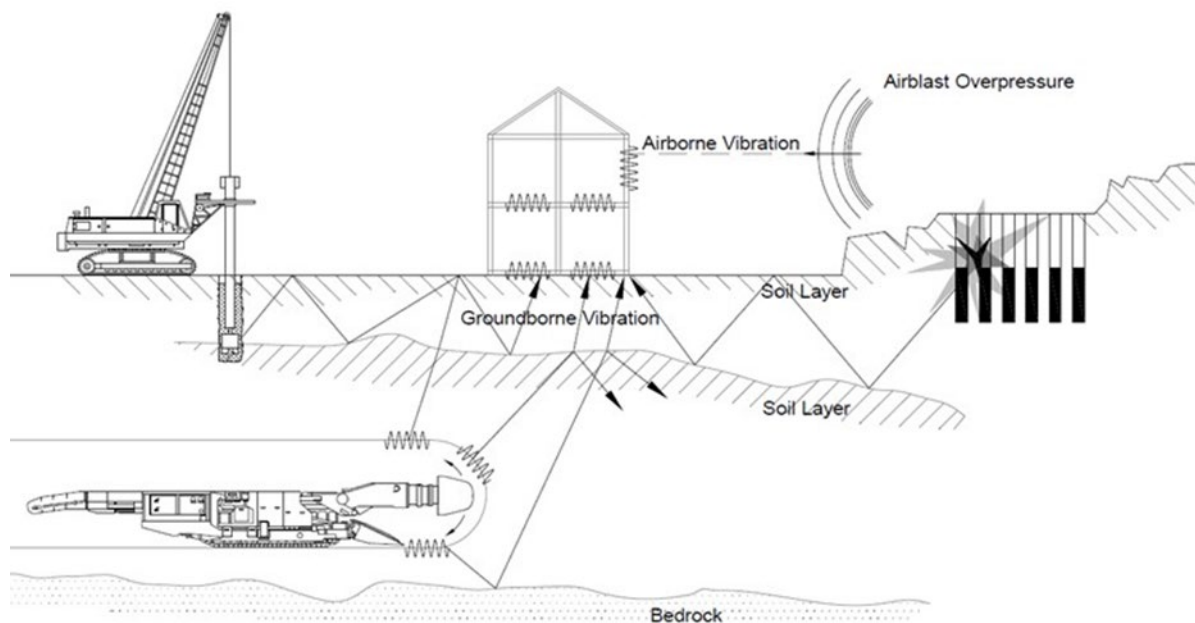 Airblast Overpressure
Airborne Vibration
Soil Layer
Groundborne Vibration
Soil Layer
Bedrock